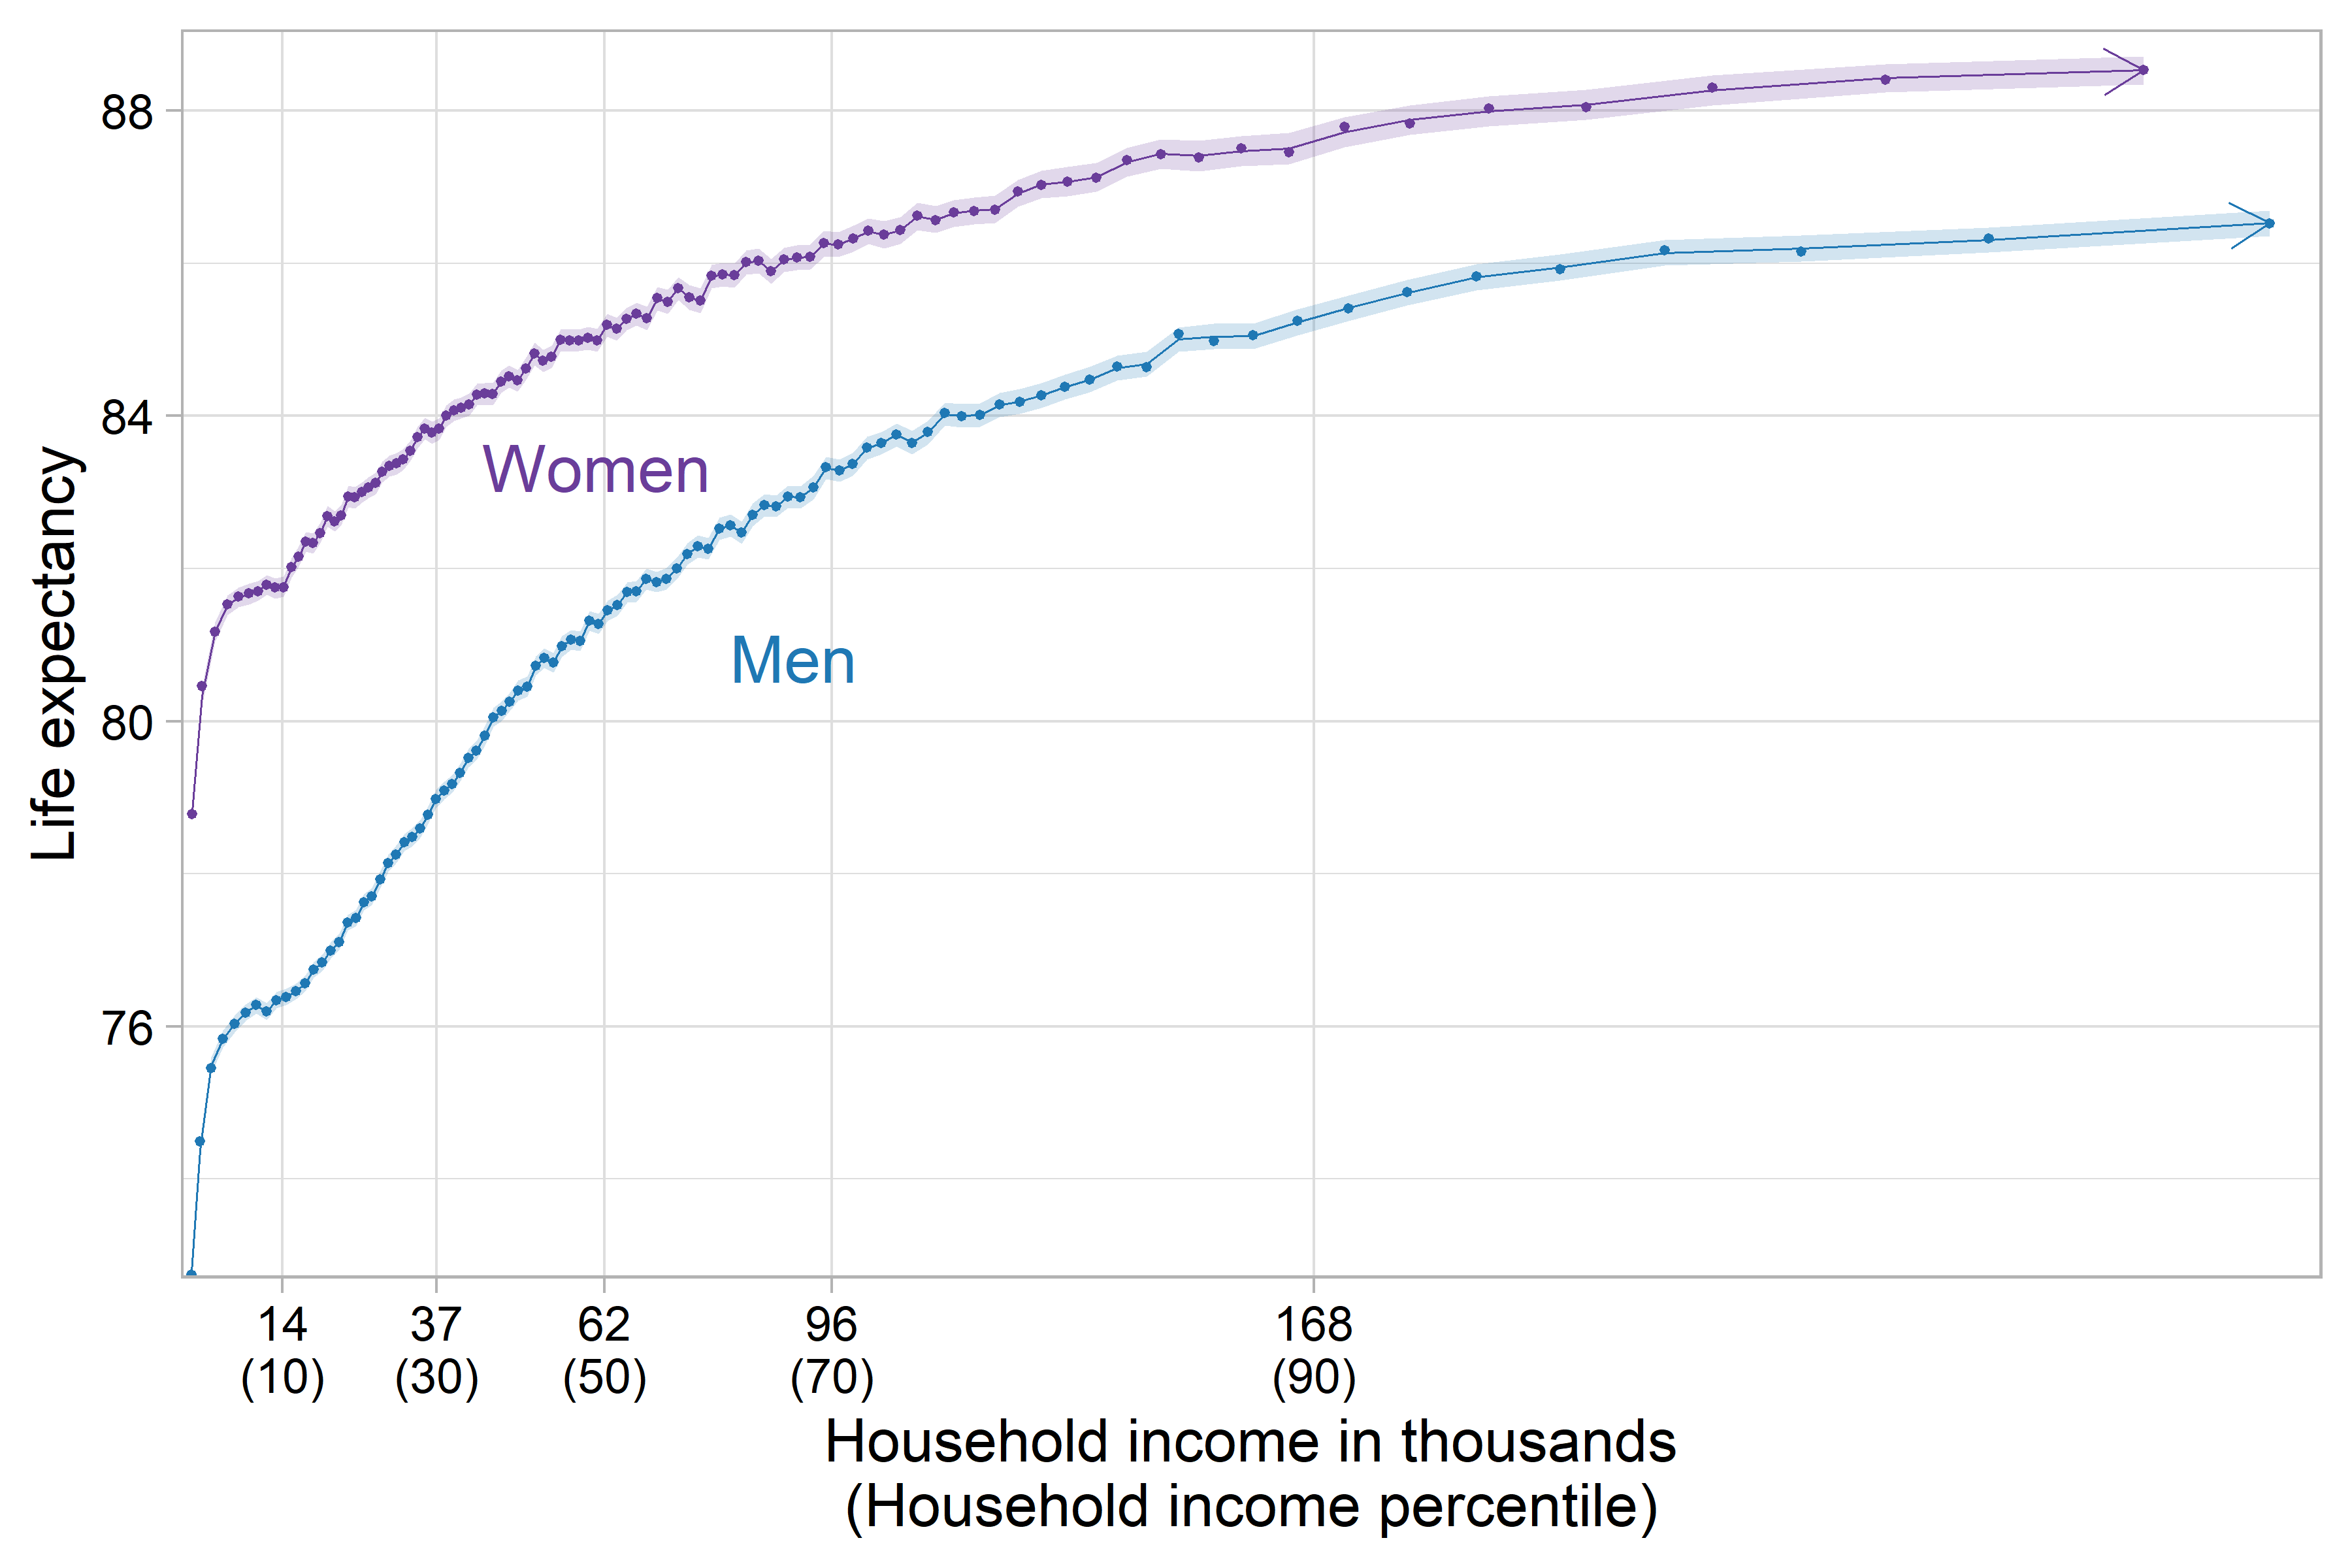 88
84
80
76
Life expectancy
Women
Men
14 37 62 96 168
(10) (30) (50) (70) (90)
Household income in thousands
(Household income percentile)